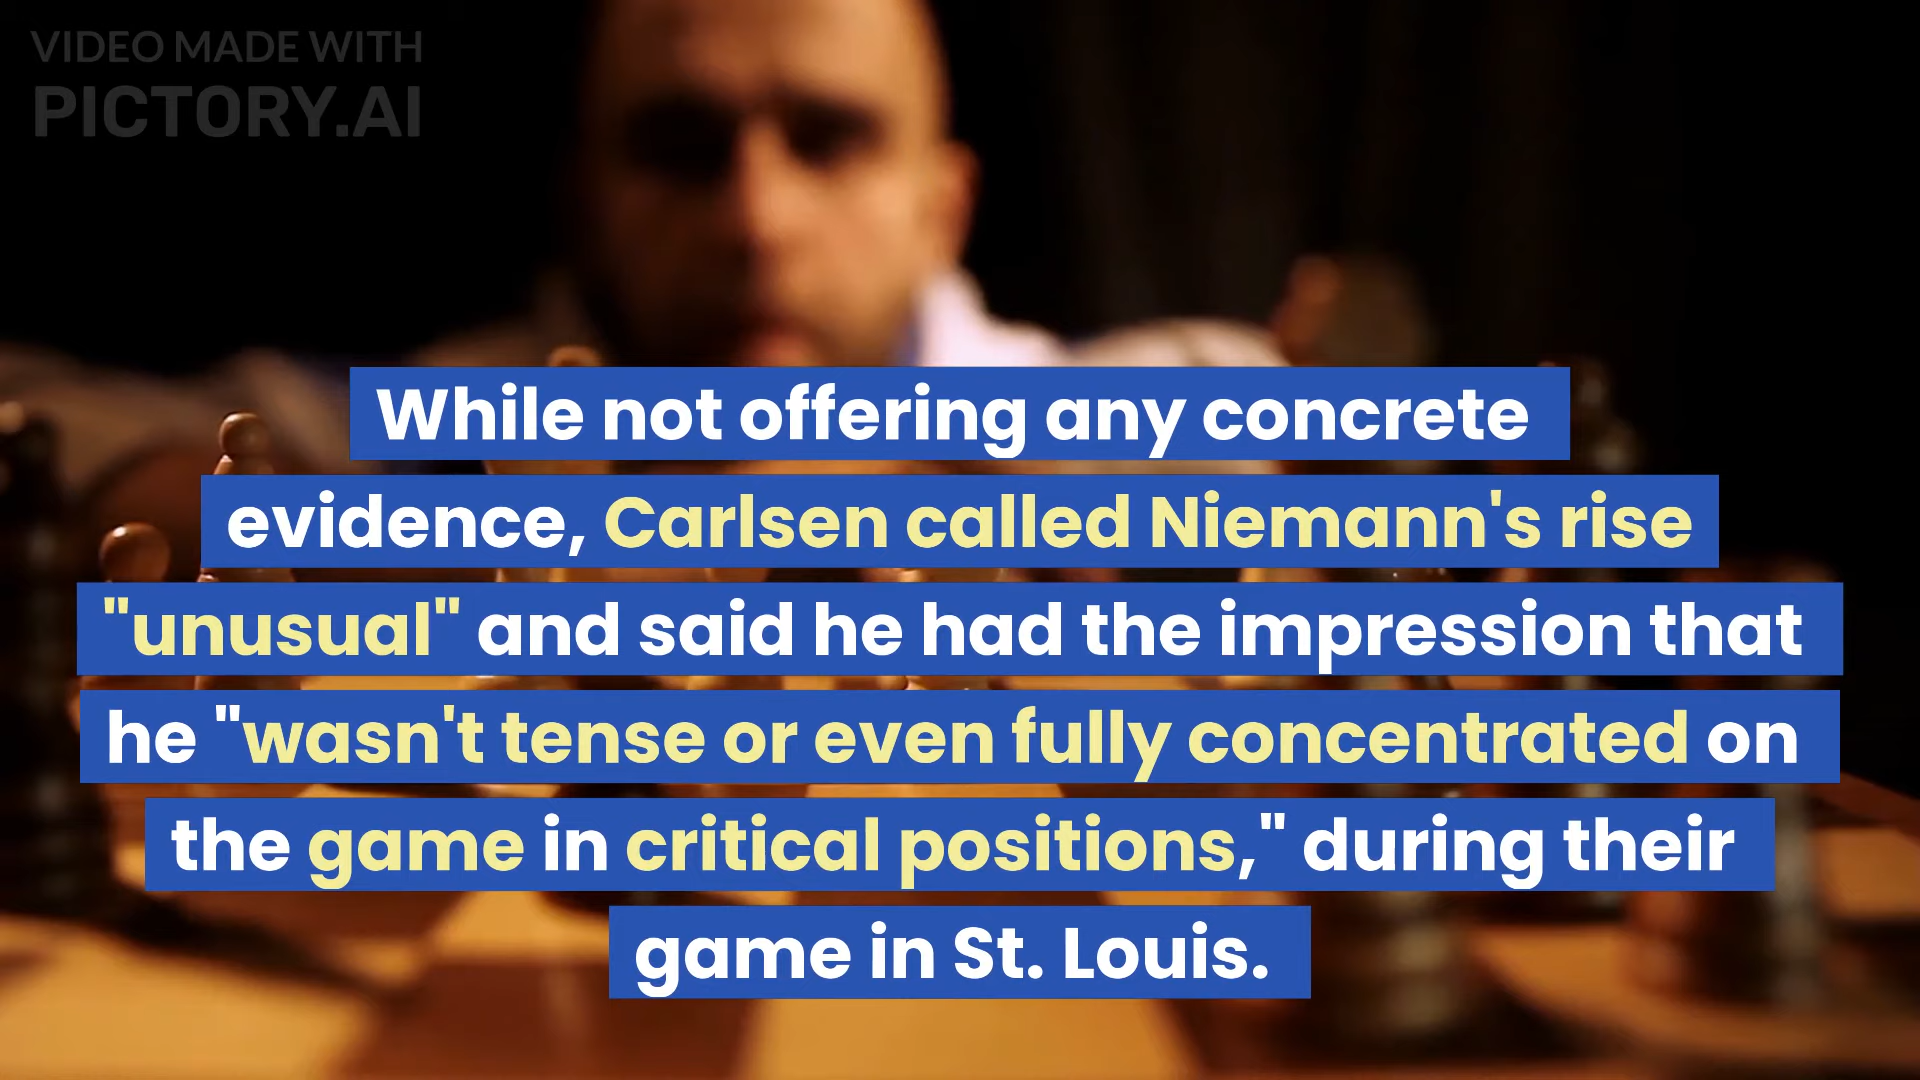 VIDEO MADE WITH
PICTORY.AI
While not offering any concrete
evidence, Carlsen called Niemann's rise
"unusual" and said he had the impression that
he "wasn't tense or even fully concentrated on
the game in critical positions," during their
game in St. Louis.